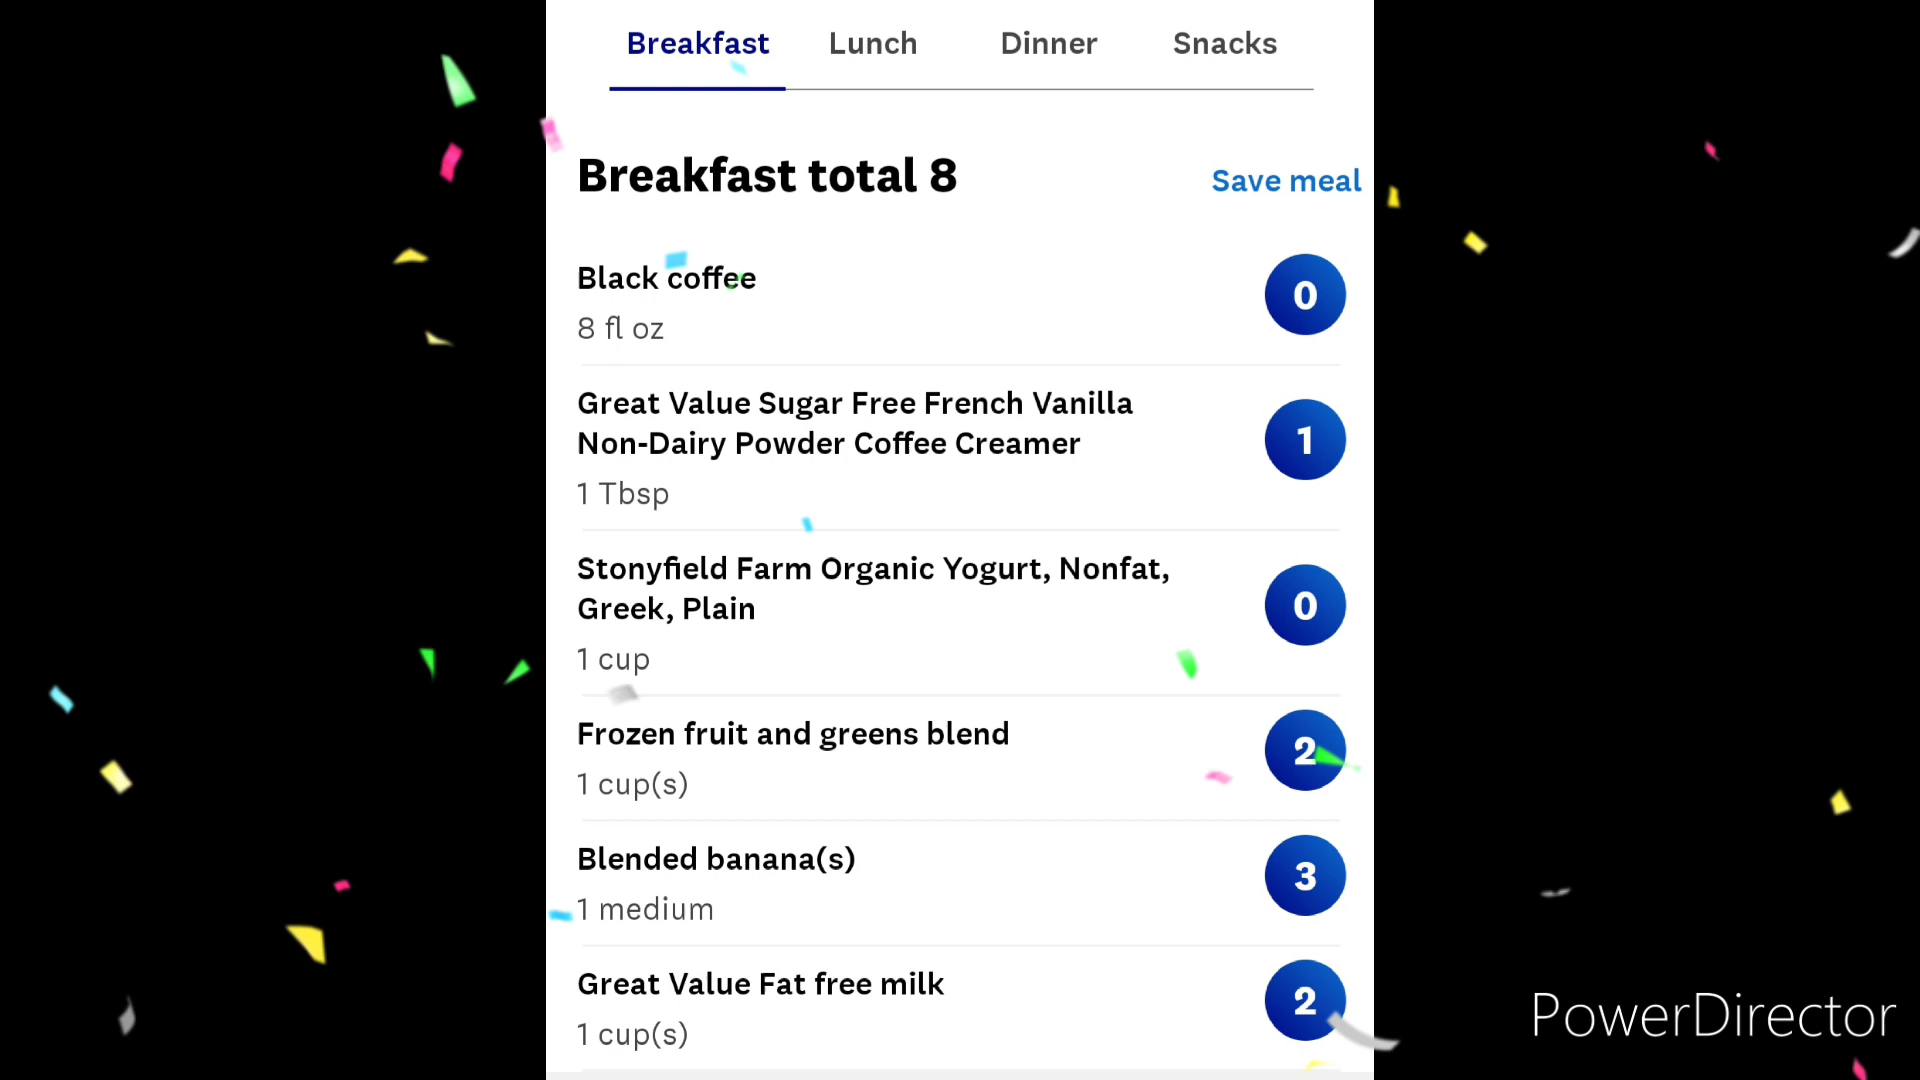 Breakfast Lunch Dinner Snacks
Breakfast total 8 Save meal
Black coffee
8 fl oz
0
Great Value Sugar Free French Vanilla
Non-Dairy Powder Coffee Creamer
1 Tbsp
1
Stonyfield Farm Organic Yogurt, Nonfat,
Greek, Plain
1 cup
0
Frozen fruit and greens blend
1 cup(s)
2
Blended banana(s)
1 medium
3
Great Value Fat free milk
1 cup(s)
2
PowerDirector